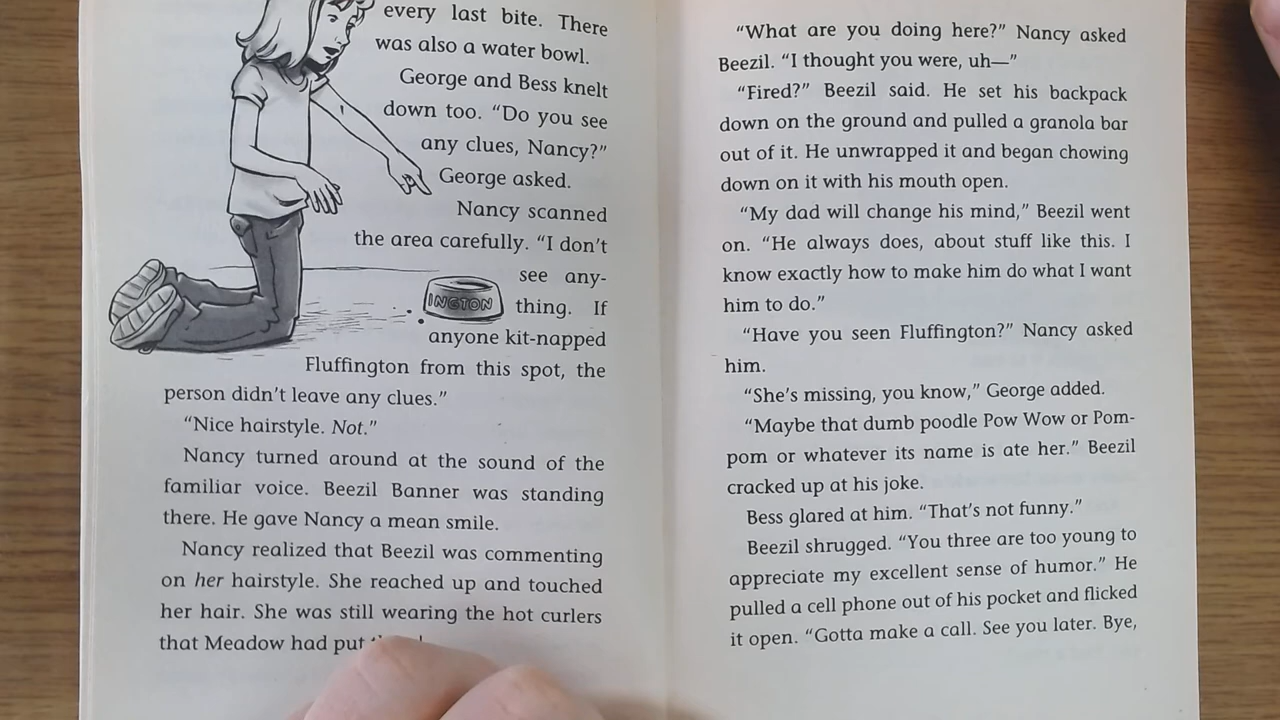 every last bite. There
was also a water bowl.
George and Bess knelt
down too. “Do you see
any clues, Nancy?”
George asked.
Nancy scanned
the area carefully. “I don’t
see any-
thing. If
INGTON
anyone kit-napped
Fluffington from this spot, the
person didn’t leave any clues.”
“Nice hairstyle. Not.”
Nancy turned around at the sound of the
familiar voice. Beezil Banner was standing
there. He gave Nancy a mean smile.
Nancy realized that Beezil was commenting
on her hairstyle. She reached up and touched
her hair. She was still wearing the hot curlers
that Meadow had put
“What are you doing here?” Nancy asked
Beezil. “I thought you were, uh—”
“Fired?” Beezil said. He set his backpack
down on the ground and pulled a granola bar
out of it. He unwrapped it and began chowing
down on it with his mouth open.
“My dad will change his mind,” Beezil went
on. “He always does, about stuff like this. I
know exactly how to make him do what I want
him to do.”
“Have you seen Fluffington?” Nancy asked
him.
“She’s missing, you know,” George added.
“Maybe that dumb poodle Pow Wow or Pom-
pom or whatever its name is ate her.” Beezil
cracked up at his joke.
Bess glared at him. “That’s not funny.”
Beezil shrugged. “You three are too young to
appreciate my excellent sense of humor.” He
pulled a cell phone out of his pocket and flicked
it open. “Gotta make a call. See you later. Bye,